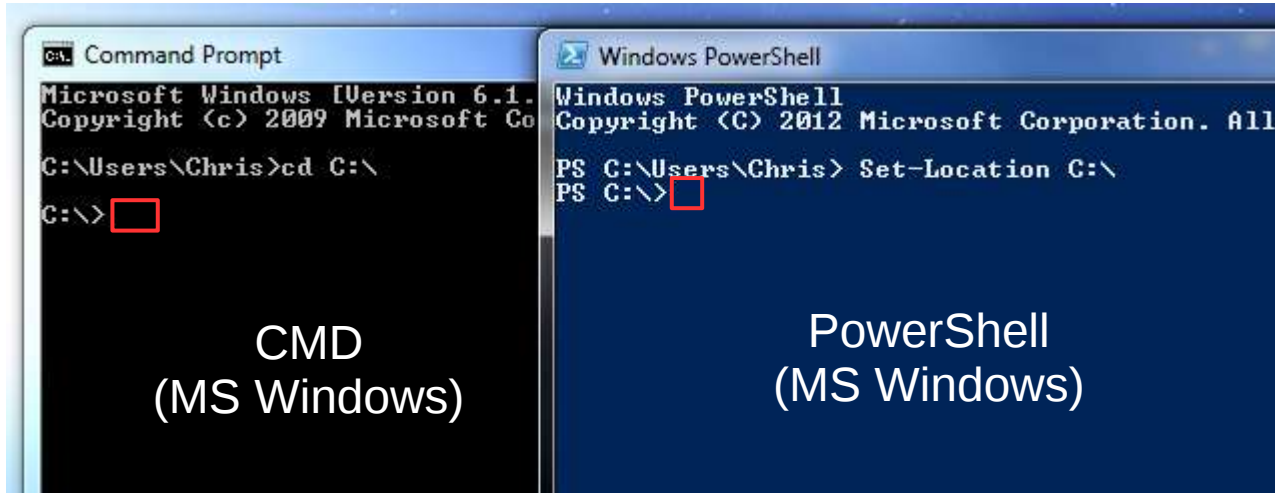 Command Prompt
Microsoft Windows [Version 6.1.
Copyright (c) 2009 Microsoft Co
C:\Users\Chris>cd C:\
C:\>
CMD
(MS Windows)
Windows PowerShell
Windows PowerShell
Copyright (C) 2012 Microsoft Corporation. All
PS C:\Users\Chris> Set-Location C:\
PS C:\>
PowerShell
(MS Windows)